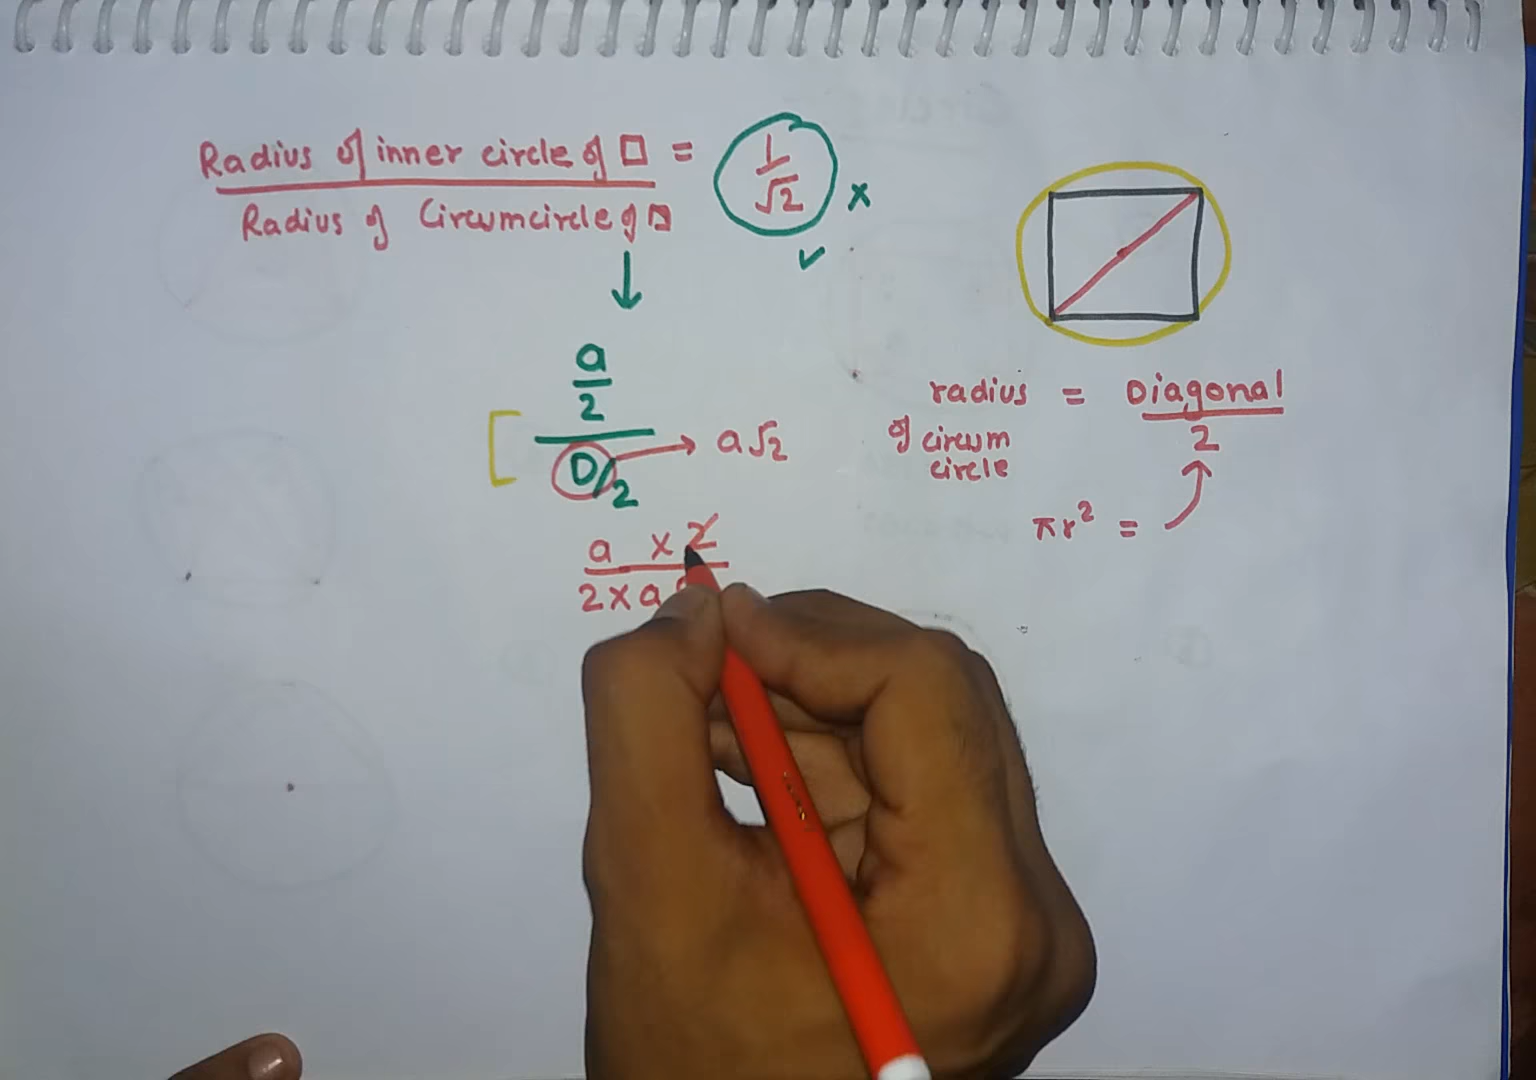 Radius of inner circle of □ =
Radius of Circumcircle of □
1
√2
x
✓
a
2
D/2
a√2
a x 2
2 x a
radius = Diagonal
2
of circum
circle
πr² =